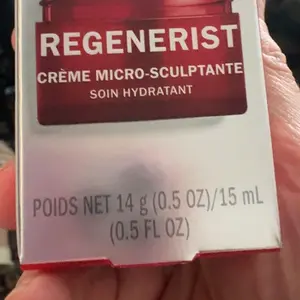 REGENERIST
CRÈME MICRO-SCULPTANTE
SOIN HYDRATANT
POIDS NET 14 g (0.5 OZ)/15 mL
(0.5 FL OZ)